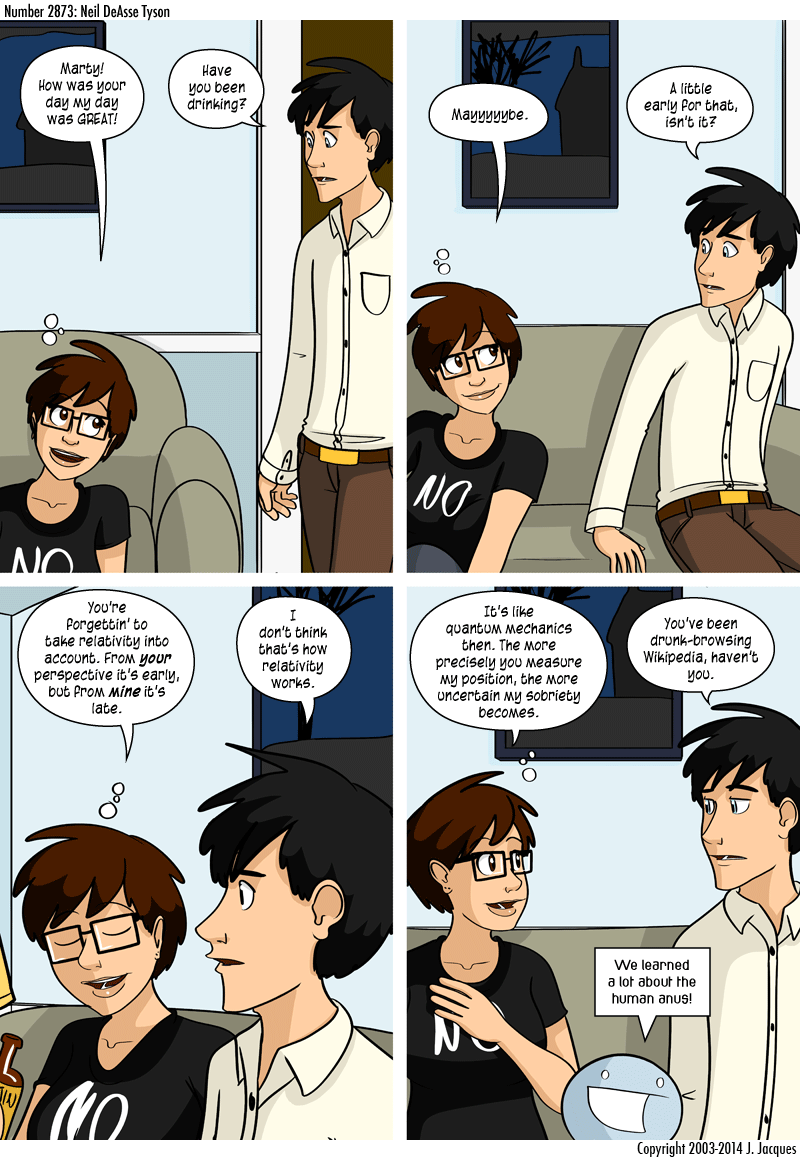 Number 2873: Neil DeAsse Tyson
Marty!
How was your
day my day
was GREAT!
Have
you been
drinking?
NO
Mayyyyybe.
A little
early for that,
isn't it?
NO
You're
forgettin' to
take relativity into
account. From your
perspective it's early,
but from mine it's
late.
I
don't think
that's how
relativity
works.
NO
It's like
quantum mechanics
then. The more
precisely you measure
my position, the more
uncertain my sobriety
becomes.
You've been
drunk-browsing
Wikipedia, haven't
you.
We learned
a lot about the
human anus!
NO
Copyright 2003-2014 J. Jacques